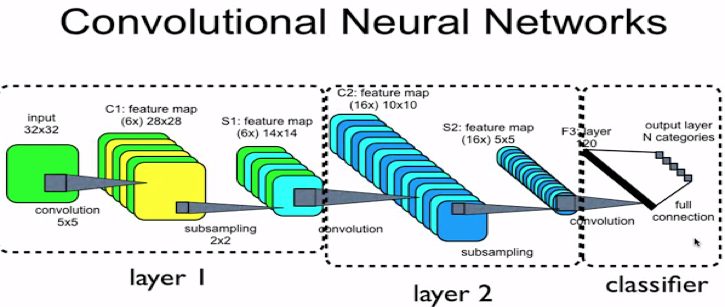 Convolutional Neural Networks
input
32x32
C1: feature map
(6x) 28x28
S1: feature map
(6x) 14x14
C2: feature map
(16x) 10x10
S2: feature map
(16x) 5x5
F3: layer
120
output layer
N categories
convolution
5x5
subsampling
2x2
convolution
subsampling
convolution
full
connection
layer 1
layer 2
classifier